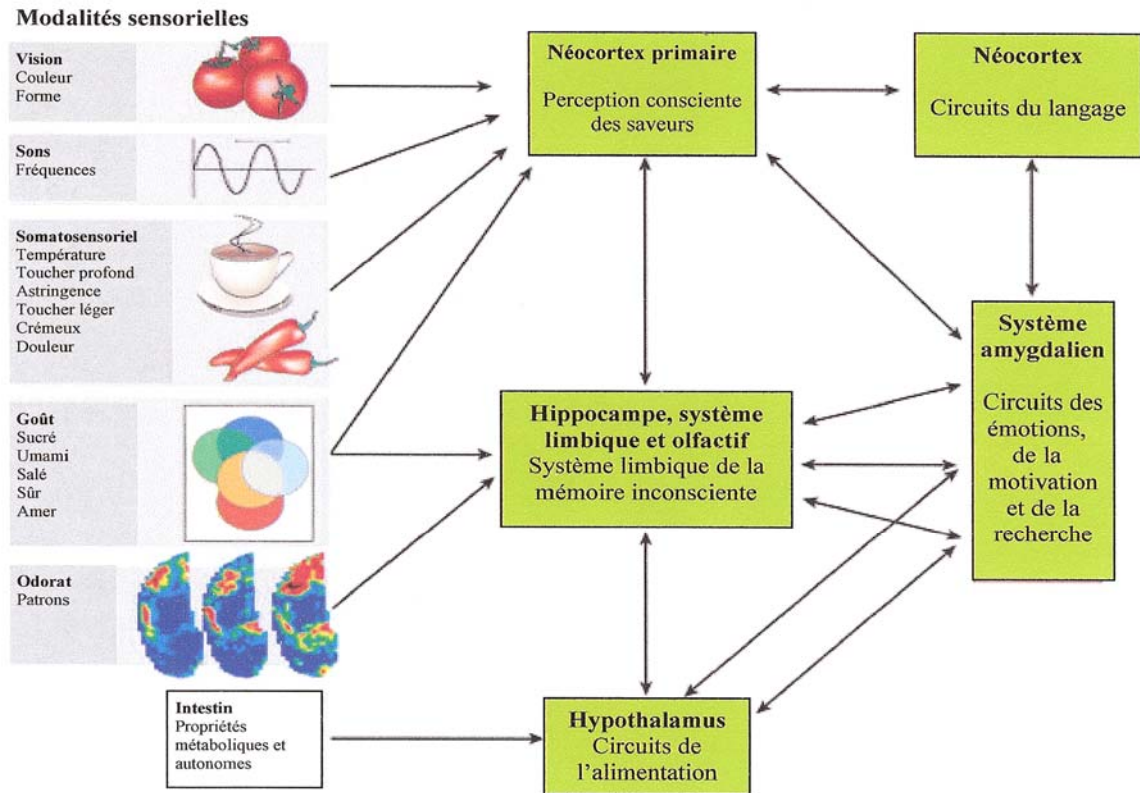 Modalités sensorielles
Vision
Couleur
Forme
Sons
Fréquences
Somatosensoriel
Température
Toucher profond
Astringence
Toucher léger
Crémeux
Douleur
Goût
Sucré
Umami
Salé
Sûr
Amer
Odorat
Patrons
Intestin
Propriétés
métaboliques et
autonomes
Néocortex primaire
Perception consciente
des saveurs
Néocortex
Circuits du langage
Hippocampe, système
limbique et olfactif
Système limbique de la
mémoire inconsciente
Système
amygdalien
Circuits des
émotions,
de la
motivation
et de la
recherche
Hypothalamus
Circuits de
l’alimentation